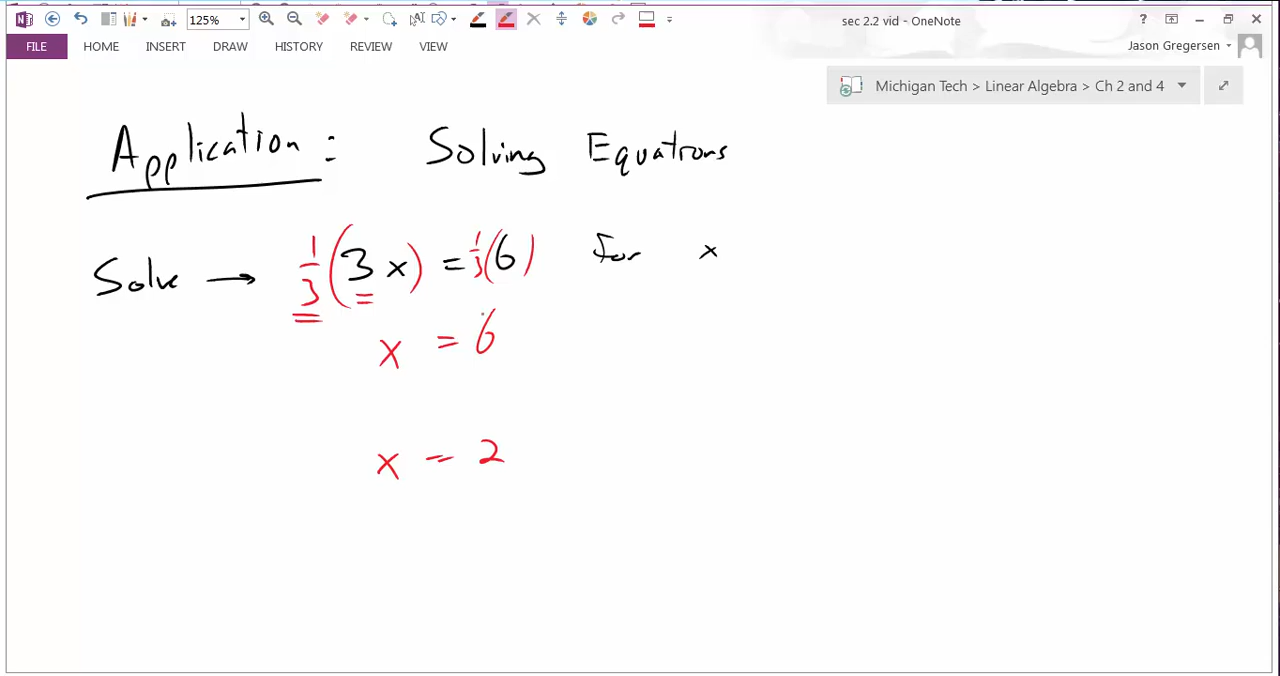 125%
sec 2.2 vid - OneNote
FILE HOME INSERT DRAW HISTORY REVIEW VIEW
Jason Gregersen
Michigan Tech > Linear Algebra > Ch 2 and 4
Application: Solving Equations
Solve → 1/3 (3x) = 1/3 (6) For x
x = 6
x = 2